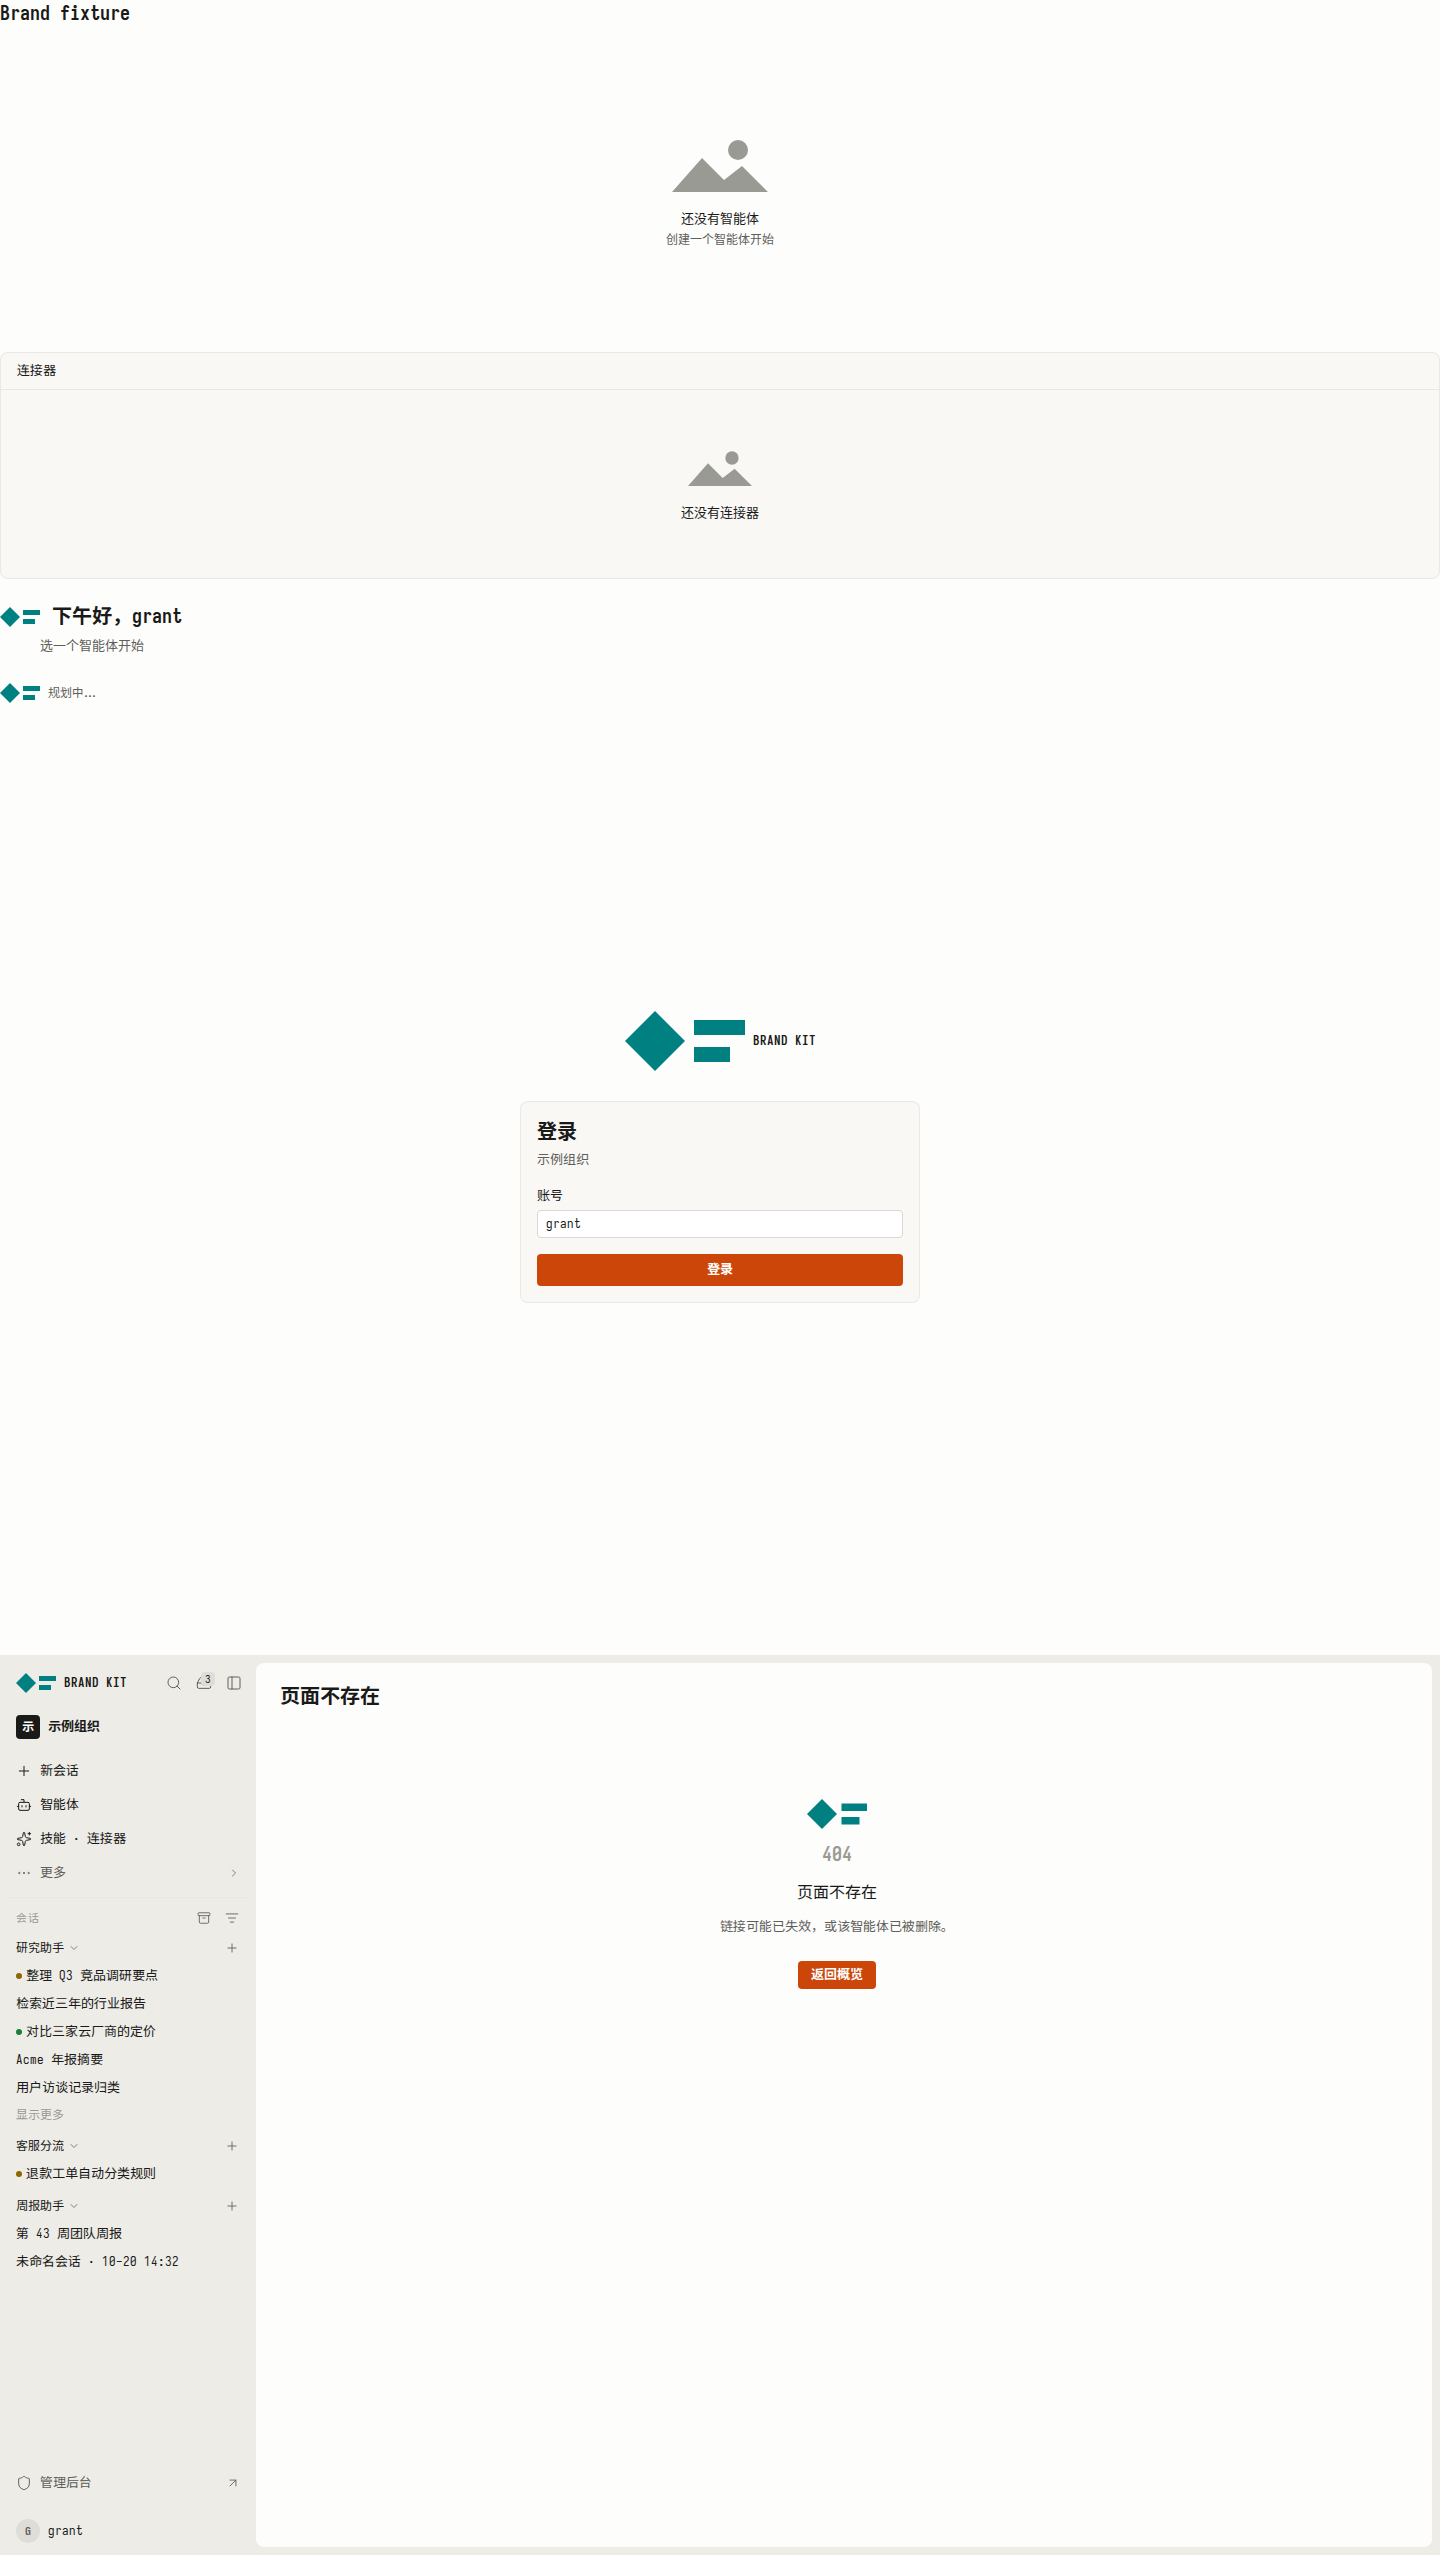 Brand fixture
还没有智能体
创建一个智能体开始
连接器
还没有连接器
下午好，grant
选一个智能体开始
规划中…
BRAND KIT
登录
示例组织
账号
grant
登录
BRAND KIT
3
示 示例组织
新会话
智能体
技能 · 连接器
更多
会话
研究助手
整理 Q3 竞品调研要点
检索近三年的行业报告
对比三家云厂商的定价
Acme 年报摘要
用户访谈记录归类
显示更多
客服分流
退款工单自动分类规则
周报助手
第 43 周团队周报
未命名会话 · 10-20 14:32
管理后台
G grant
页面不存在
404
页面不存在
链接可能已失效，或该智能体已被删除。
返回概览